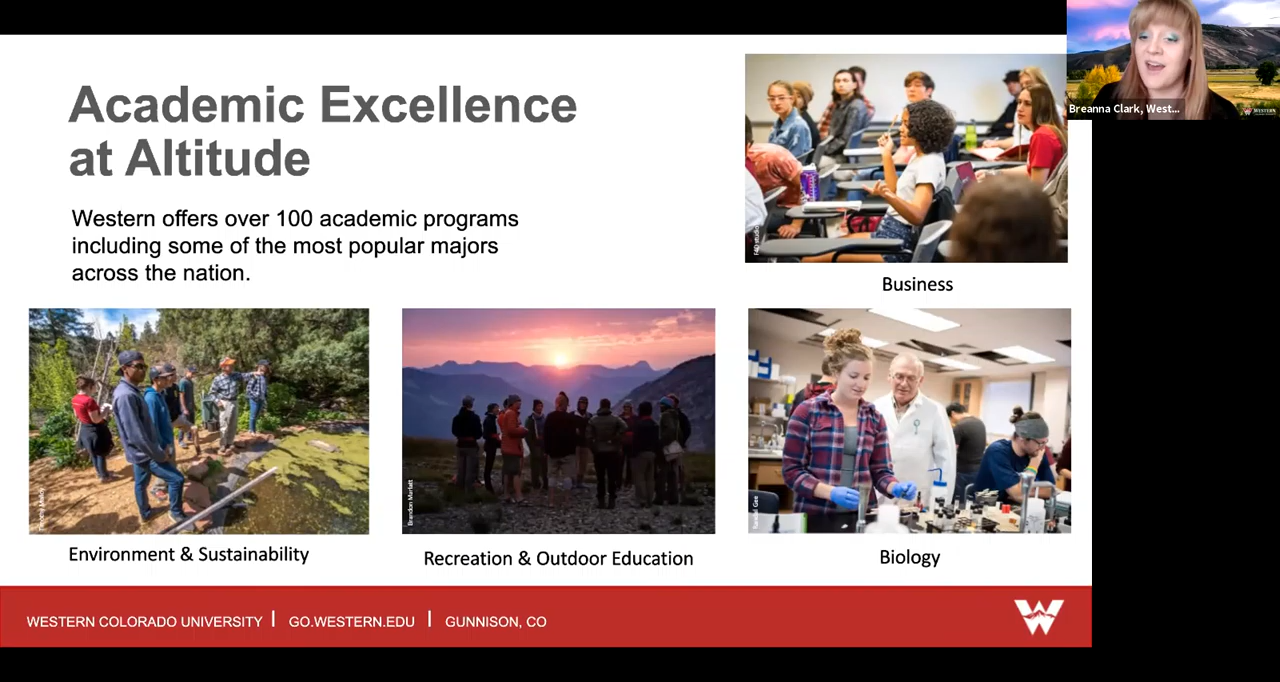 Academic Excellence
at Altitude
Western offers over 100 academic programs
including some of the most popular majors
across the nation.
Breanna Clark, West...
Business
Environment & Sustainability
Brandon Marlatt
Recreation & Outdoor Education
Biology
WESTERN COLORADO UNIVERSITY | GO.WESTERN.EDU | GUNNISON, CO
W